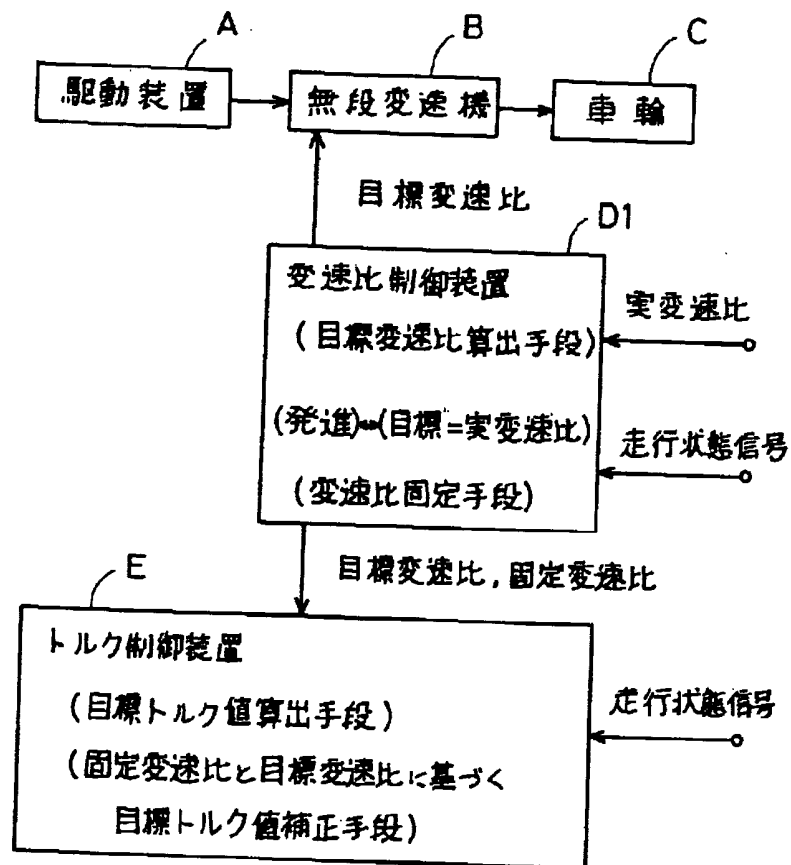 A
B
C
駆動装置
無段変速機
車輪
目標変速比
D1
変速比制御装置
(目標変速比算出手段)
実変速比
(発進)↔(目標=実変速比)
走行状態信号
(変速比固定手段)
目標変速比,固定変速比
E
トルク制御装置
(目標トルク値算出手段)
走行状態信号
(固定変速比と目標変速比に基づく
目標トルク値補正手段)